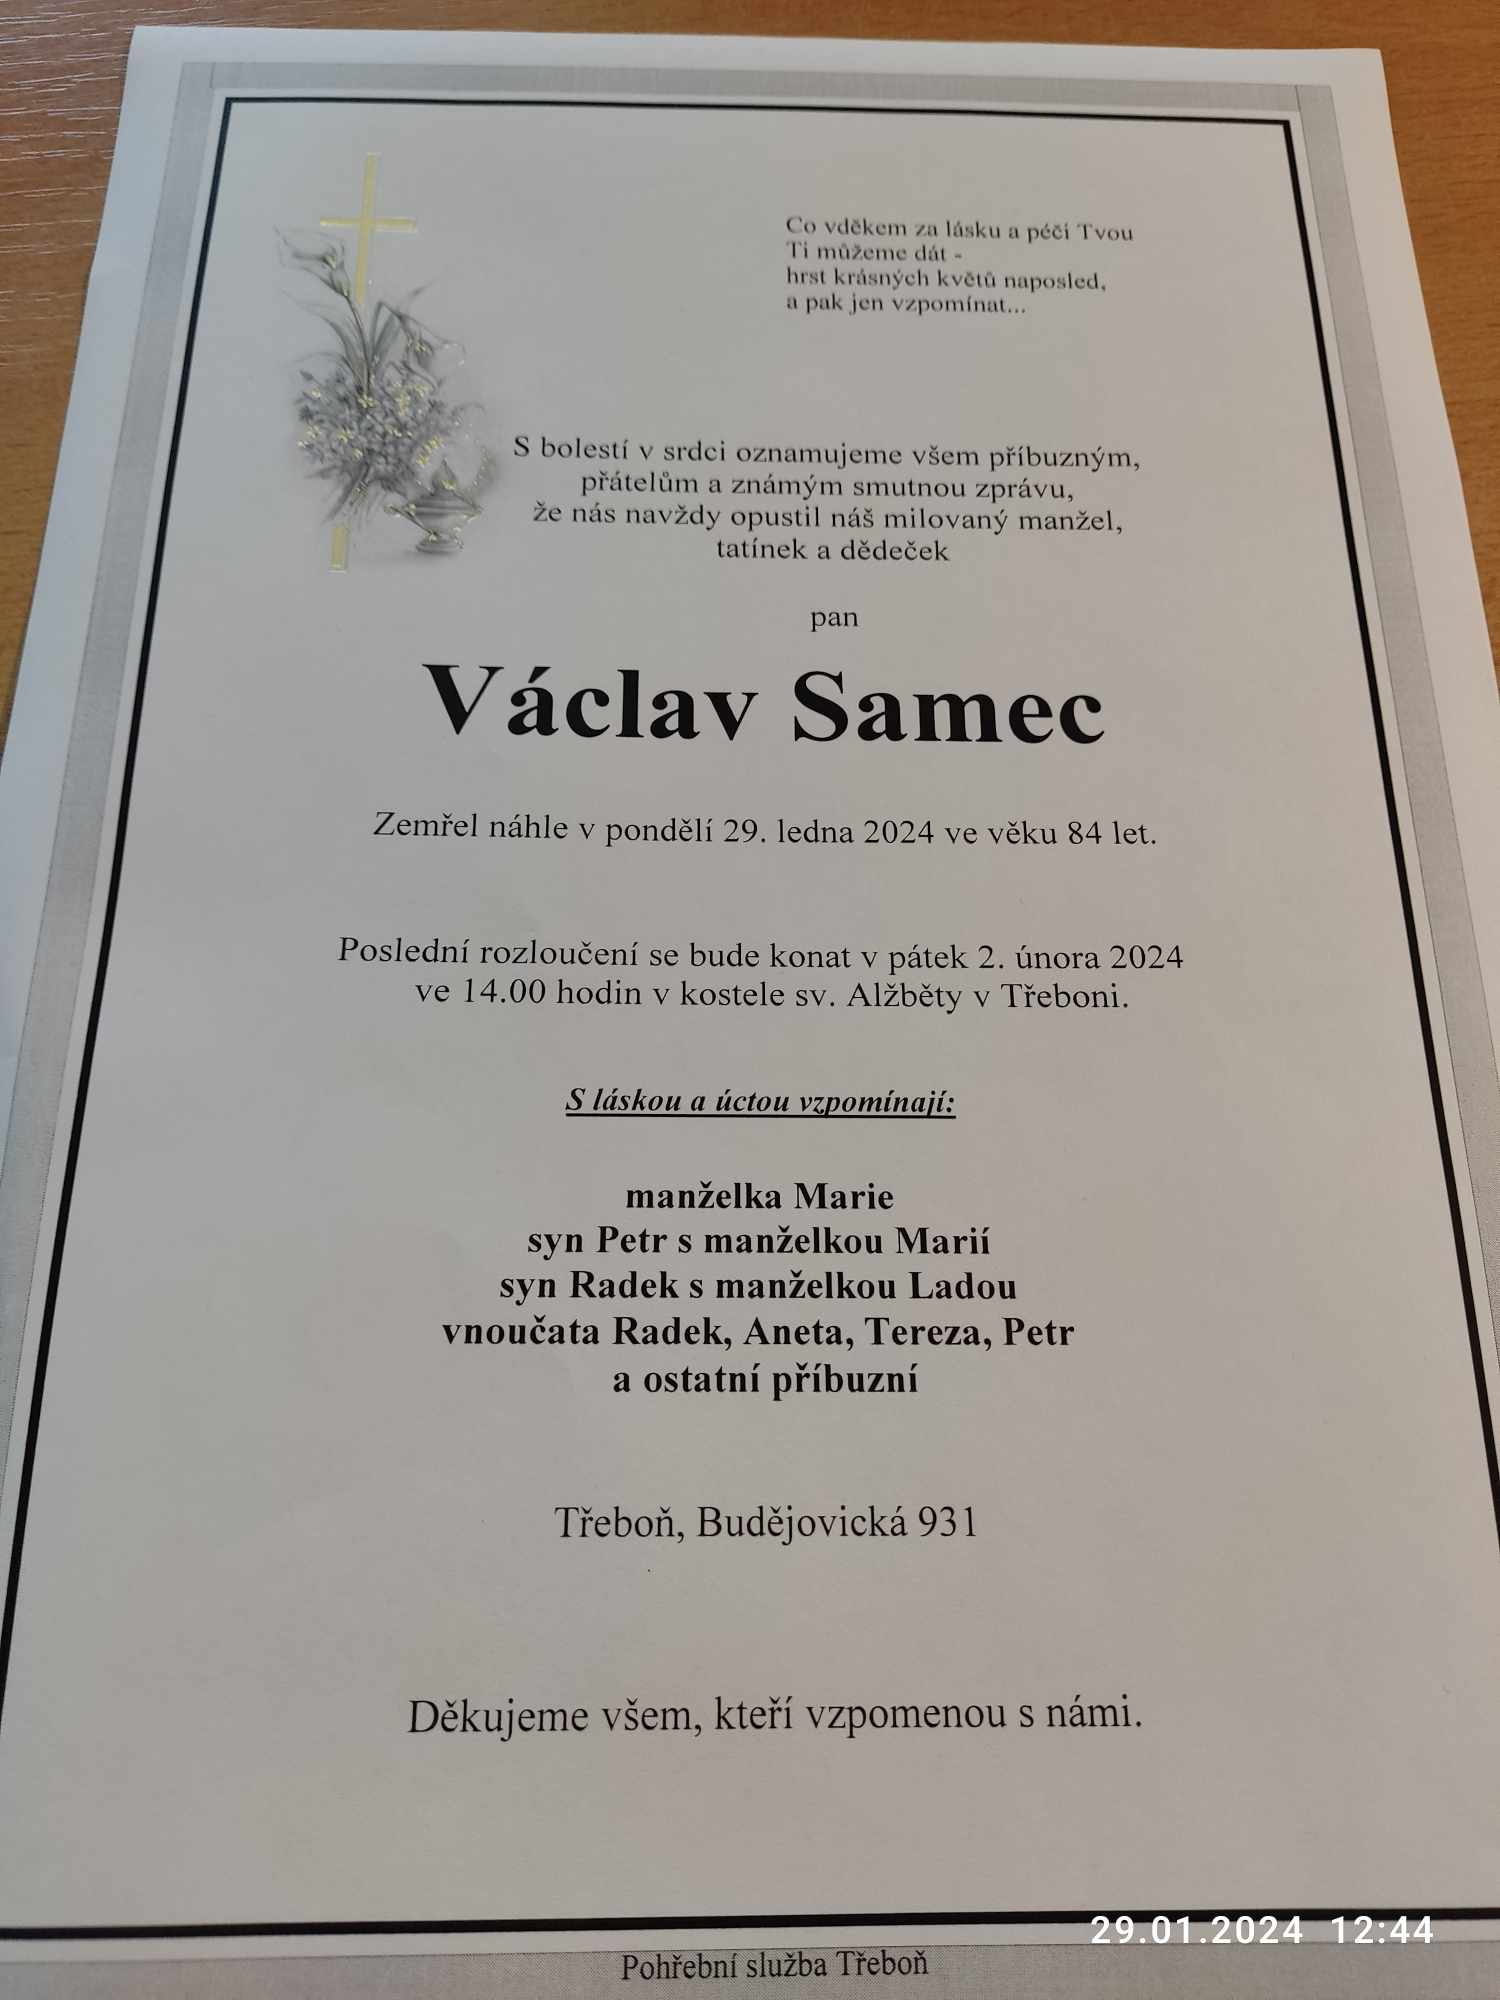 Co vděkem za lásku a péčí Tvou
Ti můžeme dát -
hrst krásných květů naposled,
a pak jen vzpomínat...
S bolestí v srdci oznamujeme všem příbuzným,
přátelům a známým smutnou zprávu,
že nás navždy opustil náš milovaný manžel,
tatínek a dědeček
pan
Václav Samec
Zemřel náhle v pondělí 29. ledna 2024 ve věku 84 let.
Poslední rozloučení se bude konat v pátek 2. února 2024
ve 14.00 hodin v kostele sv. Alžběty v Třeboni.
S láskou a úctou vzpomínají:
manželka Marie
syn Petr s manželkou Marií
syn Radek s manželkou Ladou
vnoučata Radek, Aneta, Tereza, Petr
a ostatní příbuzní
Třeboň, Budějovická 931
Děkujeme všem, kteří vzpomenou s námi.
29.01.2024 12:44
Pohřební služba Třeboň